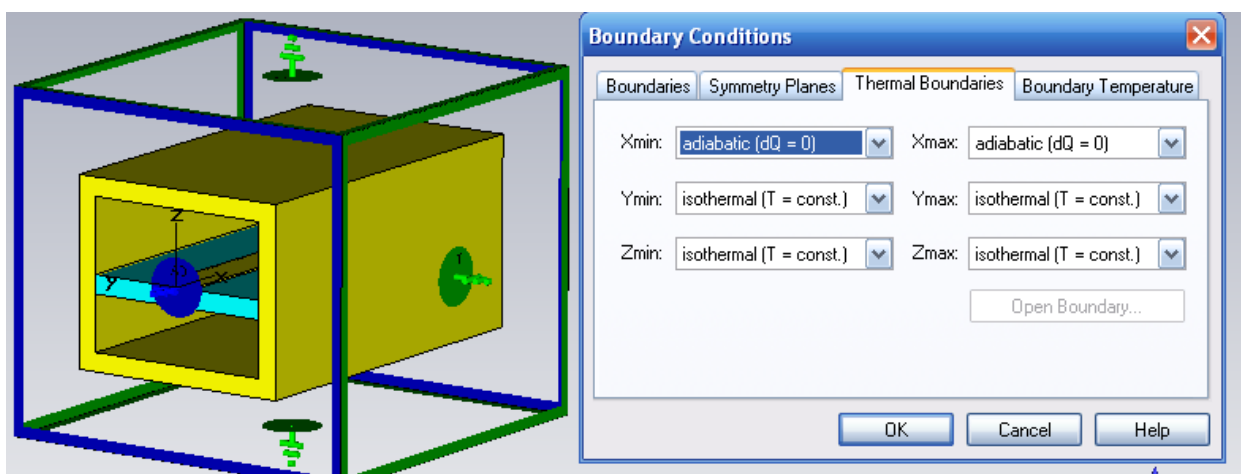 Boundary Conditions
Boundaries Symmetry Planes Thermal Boundaries Boundary Temperature
Xmin: adiabatic (dQ = 0) Xmax: adiabatic (dQ = 0)
Ymin: isothermal (T = const.) Ymax: isothermal (T = const.)
Zmin: isothermal (T = const.) Zmax: isothermal (T = const.)
Open Boundary...
OK Cancel Help
z
y
x
T